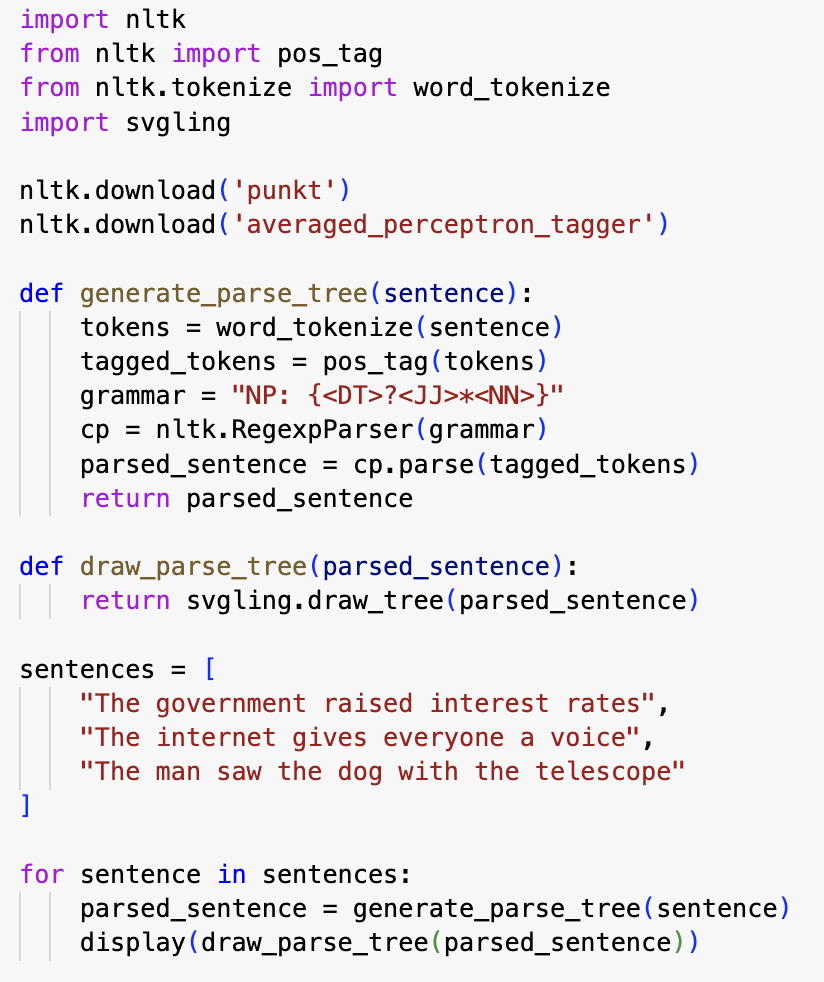 import nltk
from nltk import pos_tag
from nltk.tokenize import word_tokenize
import svgling

nltk.download('punkt')
nltk.download('averaged_perceptron_tagger')

def generate_parse_tree(sentence):
    tokens = word_tokenize(sentence)
    tagged_tokens = pos_tag(tokens)
    grammar = "NP: {<DT>?<JJ>*<NN>}"
    cp = nltk.RegexpParser(grammar)
    parsed_sentence = cp.parse(tagged_tokens)
    return parsed_sentence

def draw_parse_tree(parsed_sentence):
    return svgling.draw_tree(parsed_sentence)

sentences = [
    "The government raised interest rates",
    "The internet gives everyone a voice",
    "The man saw the dog with the telescope"
]

for sentence in sentences:
    parsed_sentence = generate_parse_tree(sentence)
    display(draw_parse_tree(parsed_sentence))